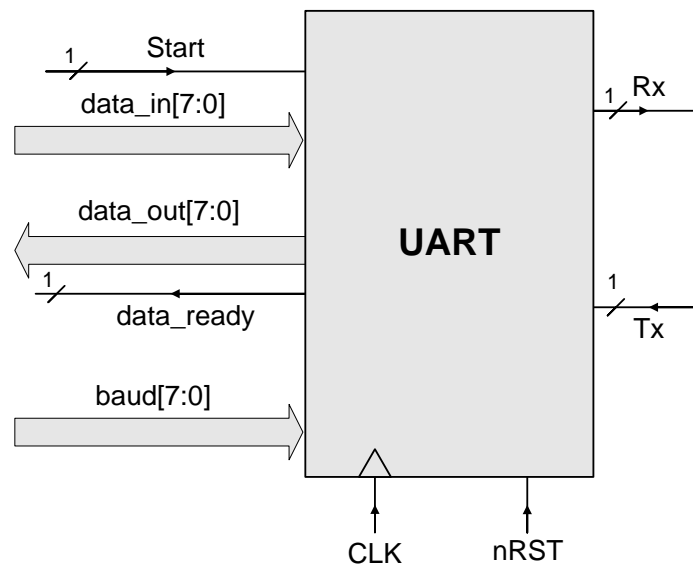 1
Start
data_in[7:0]
data_out[7:0]
1
data_ready
baud[7:0]
UART
1
Rx
1
Tx
CLK
nRST